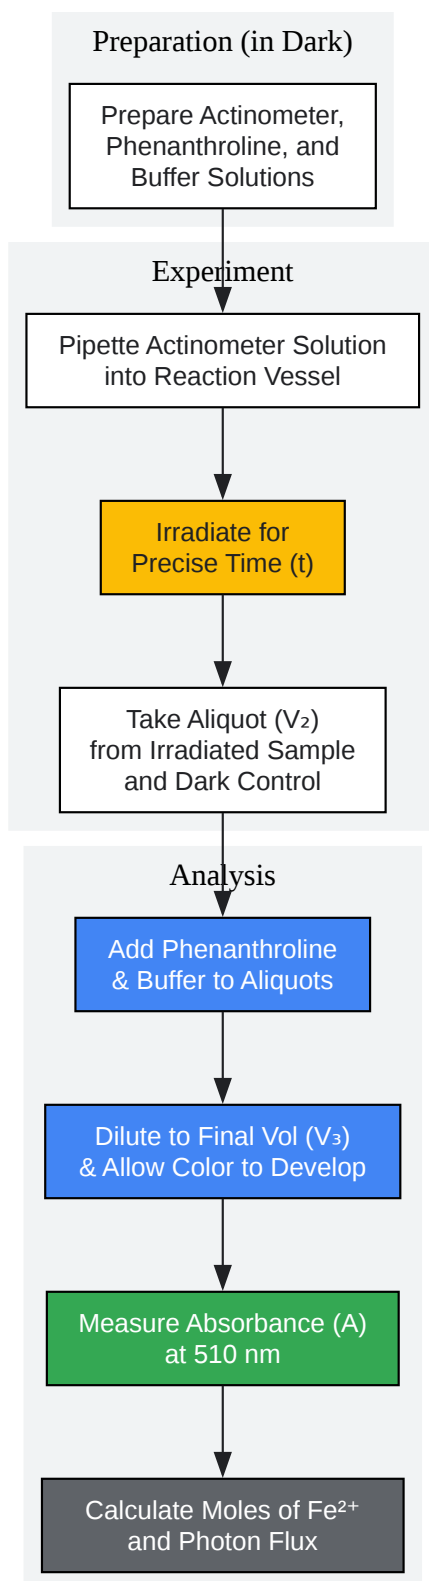 Preparation (in Dark)
Prepare Actinometer,
Phenanthroline, and
Buffer Solutions
Experiment
Pipette Actinometer Solution
into Reaction Vessel
Irradiate for
Precise Time (t)
Take Aliquot (V₂)
from Irradiated Sample
and Dark Control
Analysis
Add Phenanthroline
& Buffer to Aliquots
Dilute to Final Vol (V₃)
& Allow Color to Develop
Measure Absorbance (A)
at 510 nm
Calculate Moles of Fe²⁺
and Photon Flux